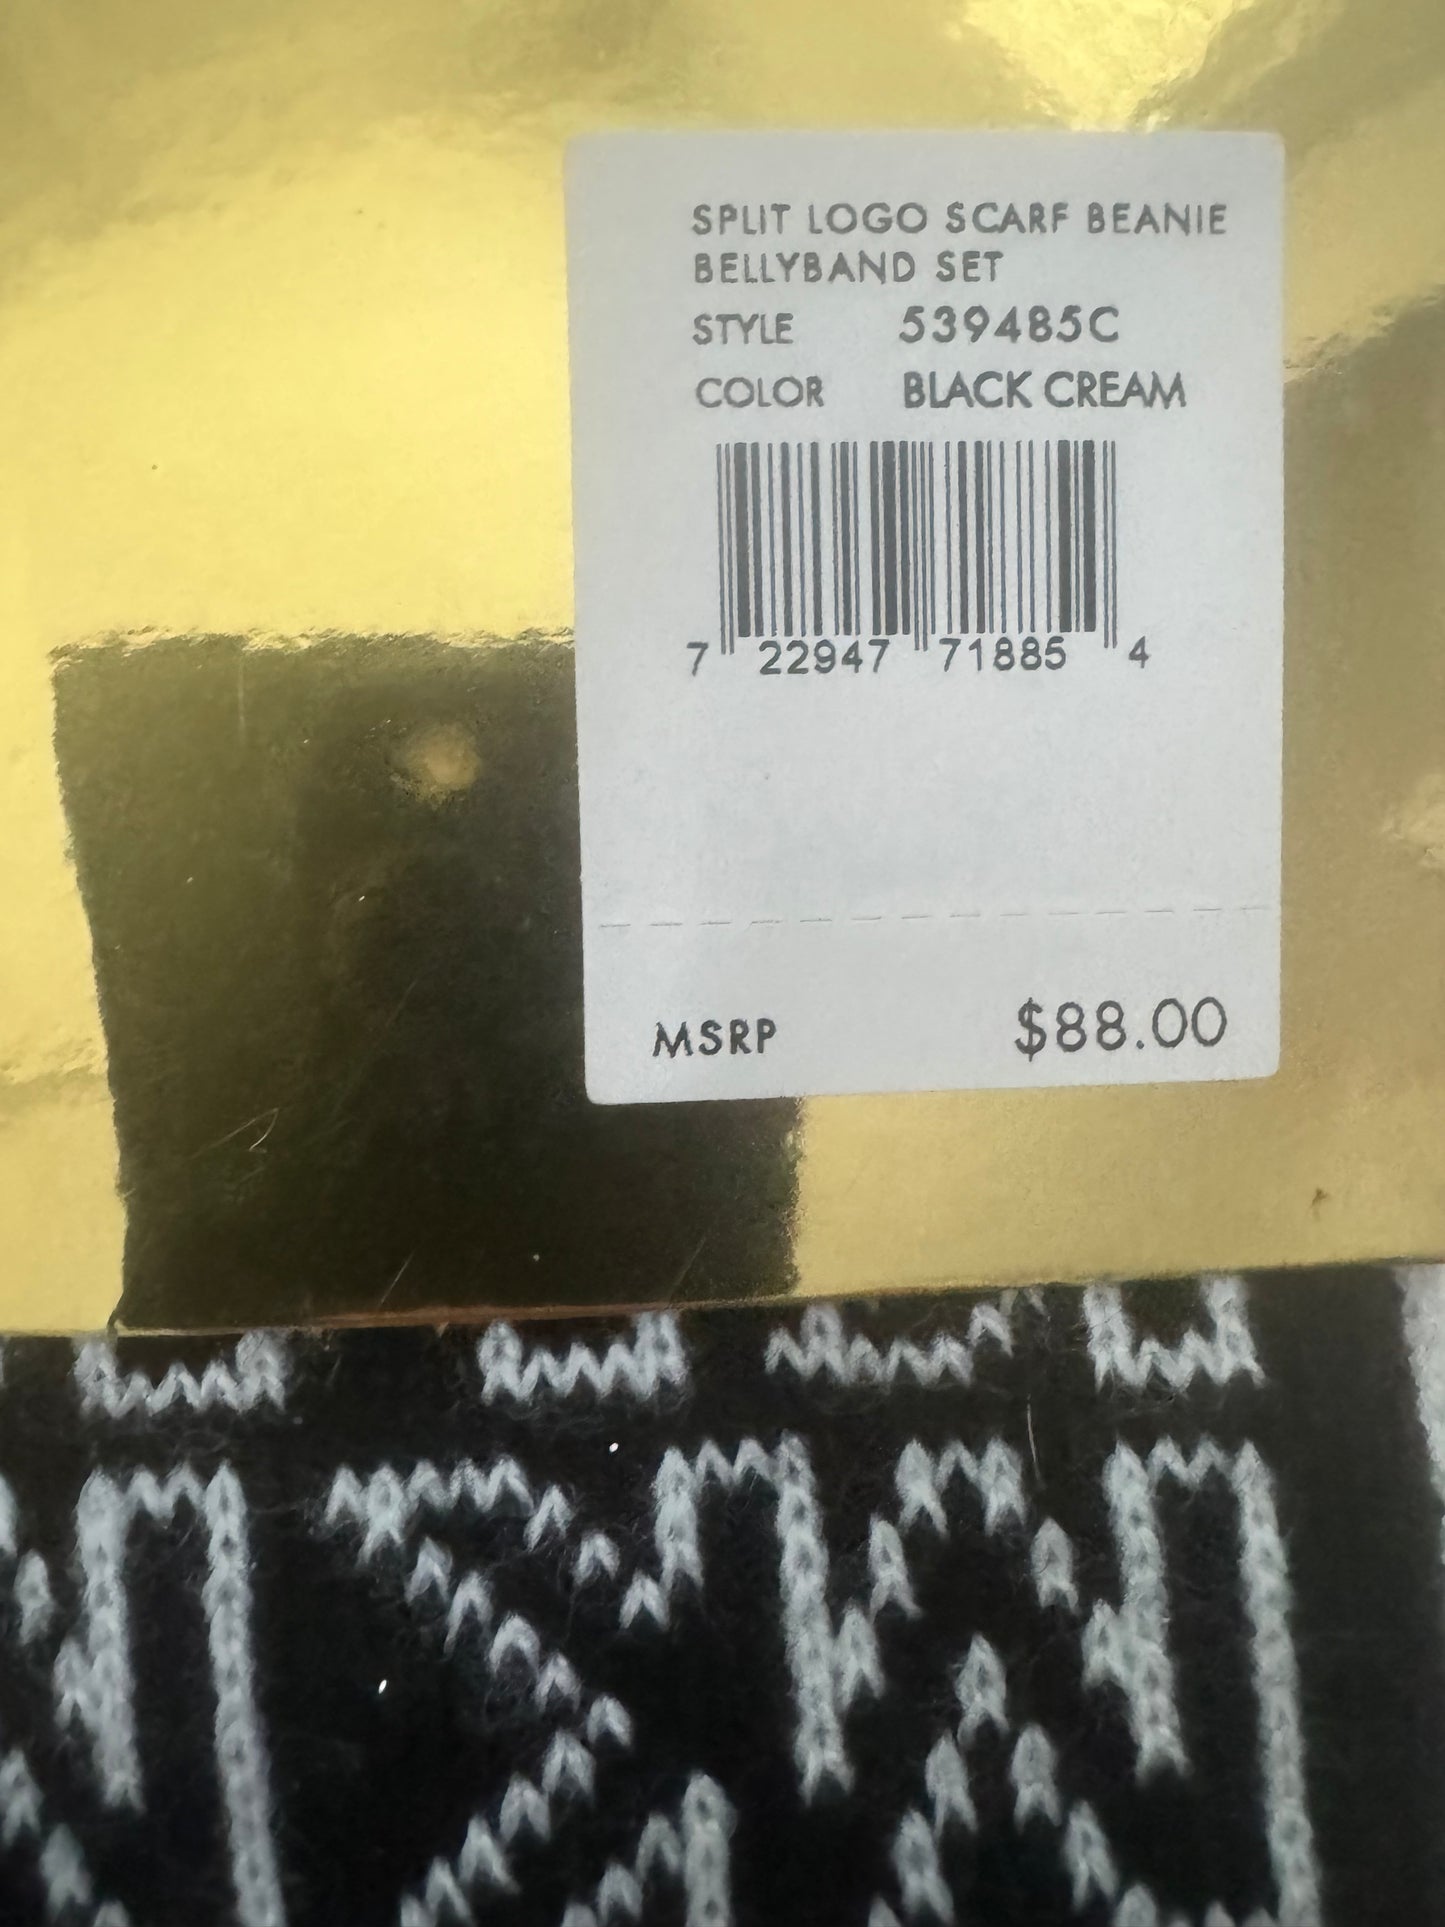 SPLIT LOGO SCARF BEANIE
BELLYBAND SET
STYLE 539485C
COLOR BLACK CREAM
7 22947 71885 4
MSRP $88.00